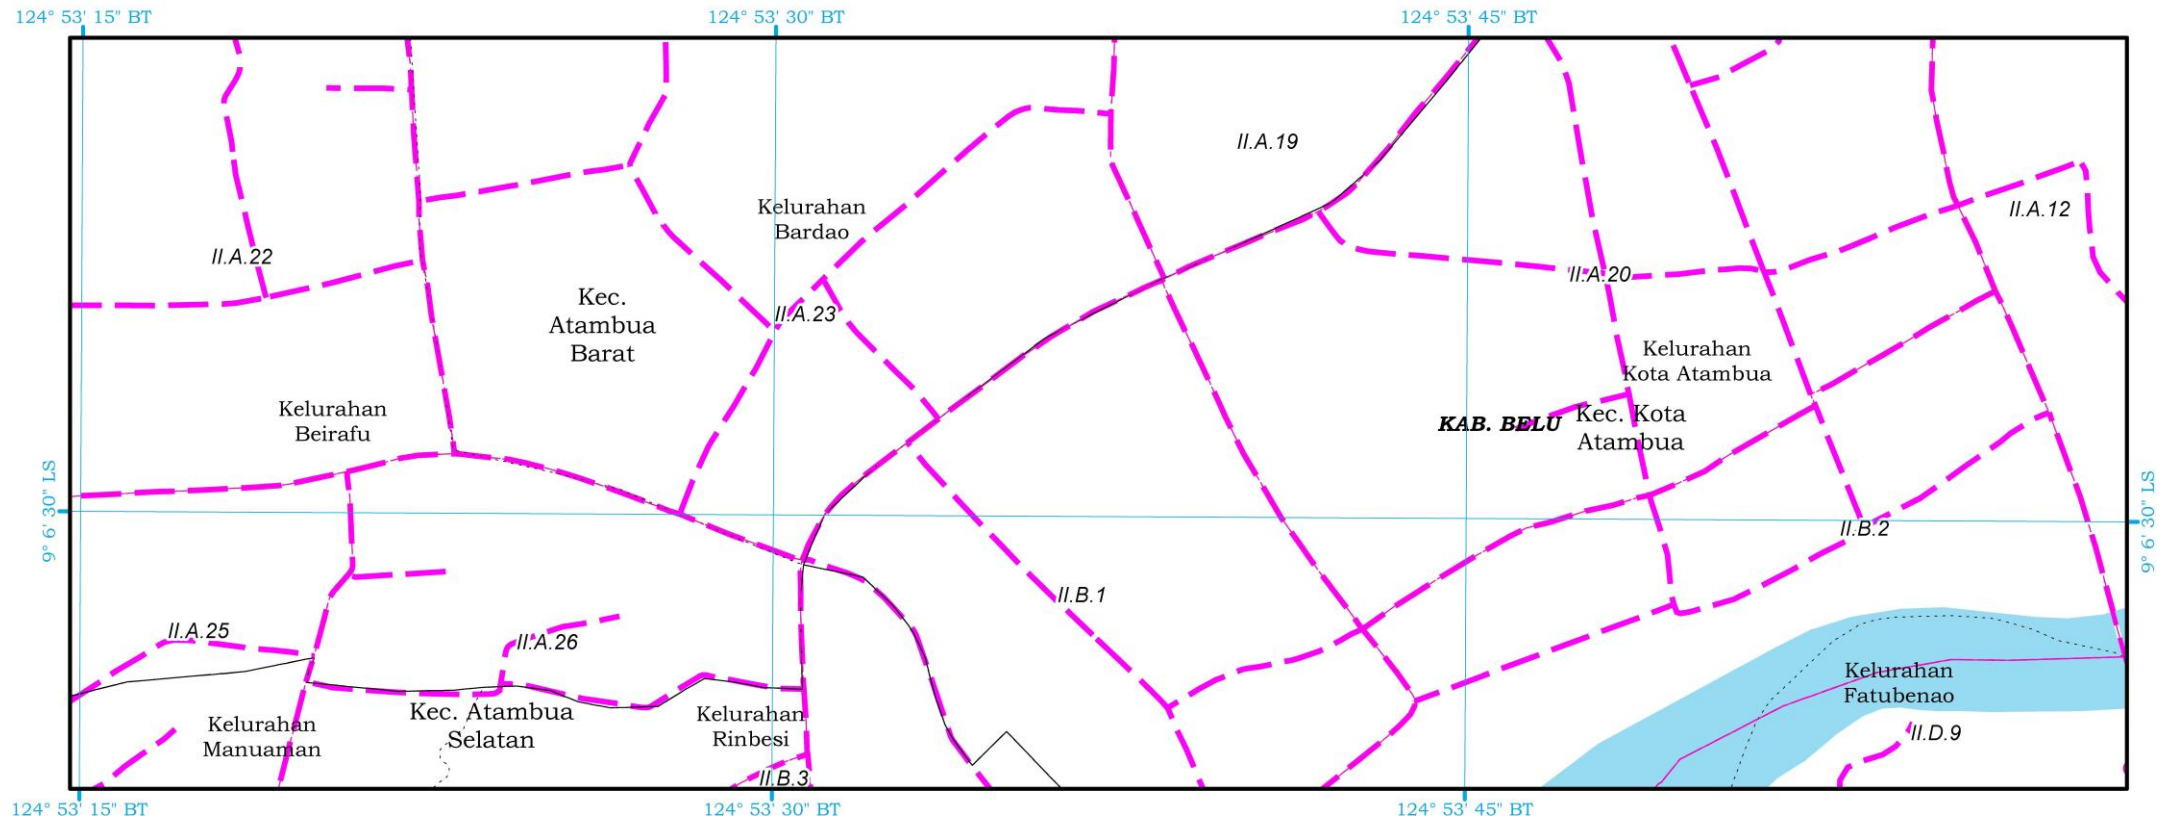 124° 53' 15" BT
124° 53' 30" BT
124° 53' 45" BT
II.A.19
Kelurahan
Bardao
II.A.12
II.A.22
II.A.20
Kec.
Atambua
Barat
II.A.23
Kelurahan
Kota Atambua
Kelurahan
Beirafu
KAB. BELU
Kec. Kota
Atambua
9° 6' 30" LS
9° 6' 30" LS
II.B.2
II.B.1
II.A.25
II.A.26
Kelurahan
Fatubenao
Kelurahan
Manuaman
Kec. Atambua
Selatan
Kelurahan
Rinbesi
II.D.9
II.B.3
124° 53' 15" BT
124° 53' 30" BT
124° 53' 45" BT